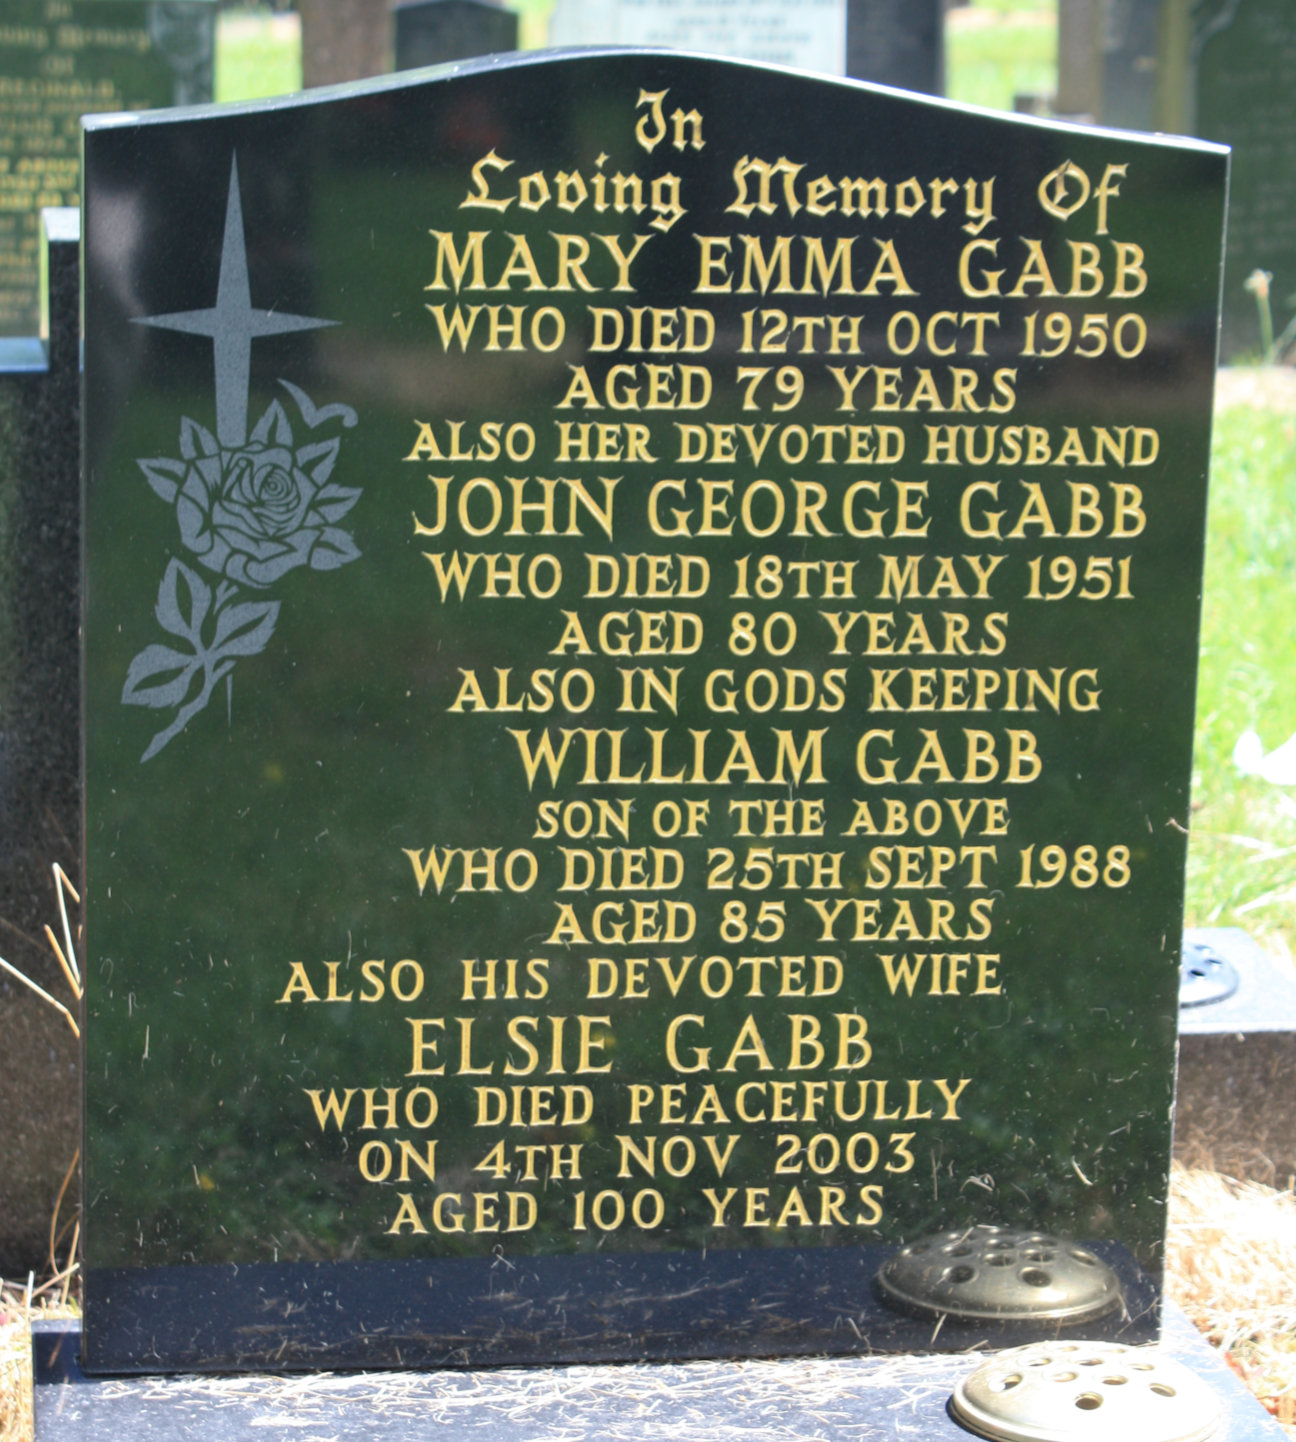 In
Loving Memory Of
MARY EMMA GABB
WHO DIED 12TH OCT 1950
AGED 79 YEARS
ALSO HER DEVOTED HUSBAND
JOHN GEORGE GABB
WHO DIED 18TH MAY 1951
AGED 80 YEARS
ALSO IN GODS KEEPING
WILLIAM GABB
SON OF THE ABOVE
WHO DIED 25TH SEPT 1988
AGED 85 YEARS
ALSO HIS DEVOTED WIFE
ELSIE GABB
WHO DIED PEACEFULLY
ON 4TH NOV 2003
AGED 100 YEARS